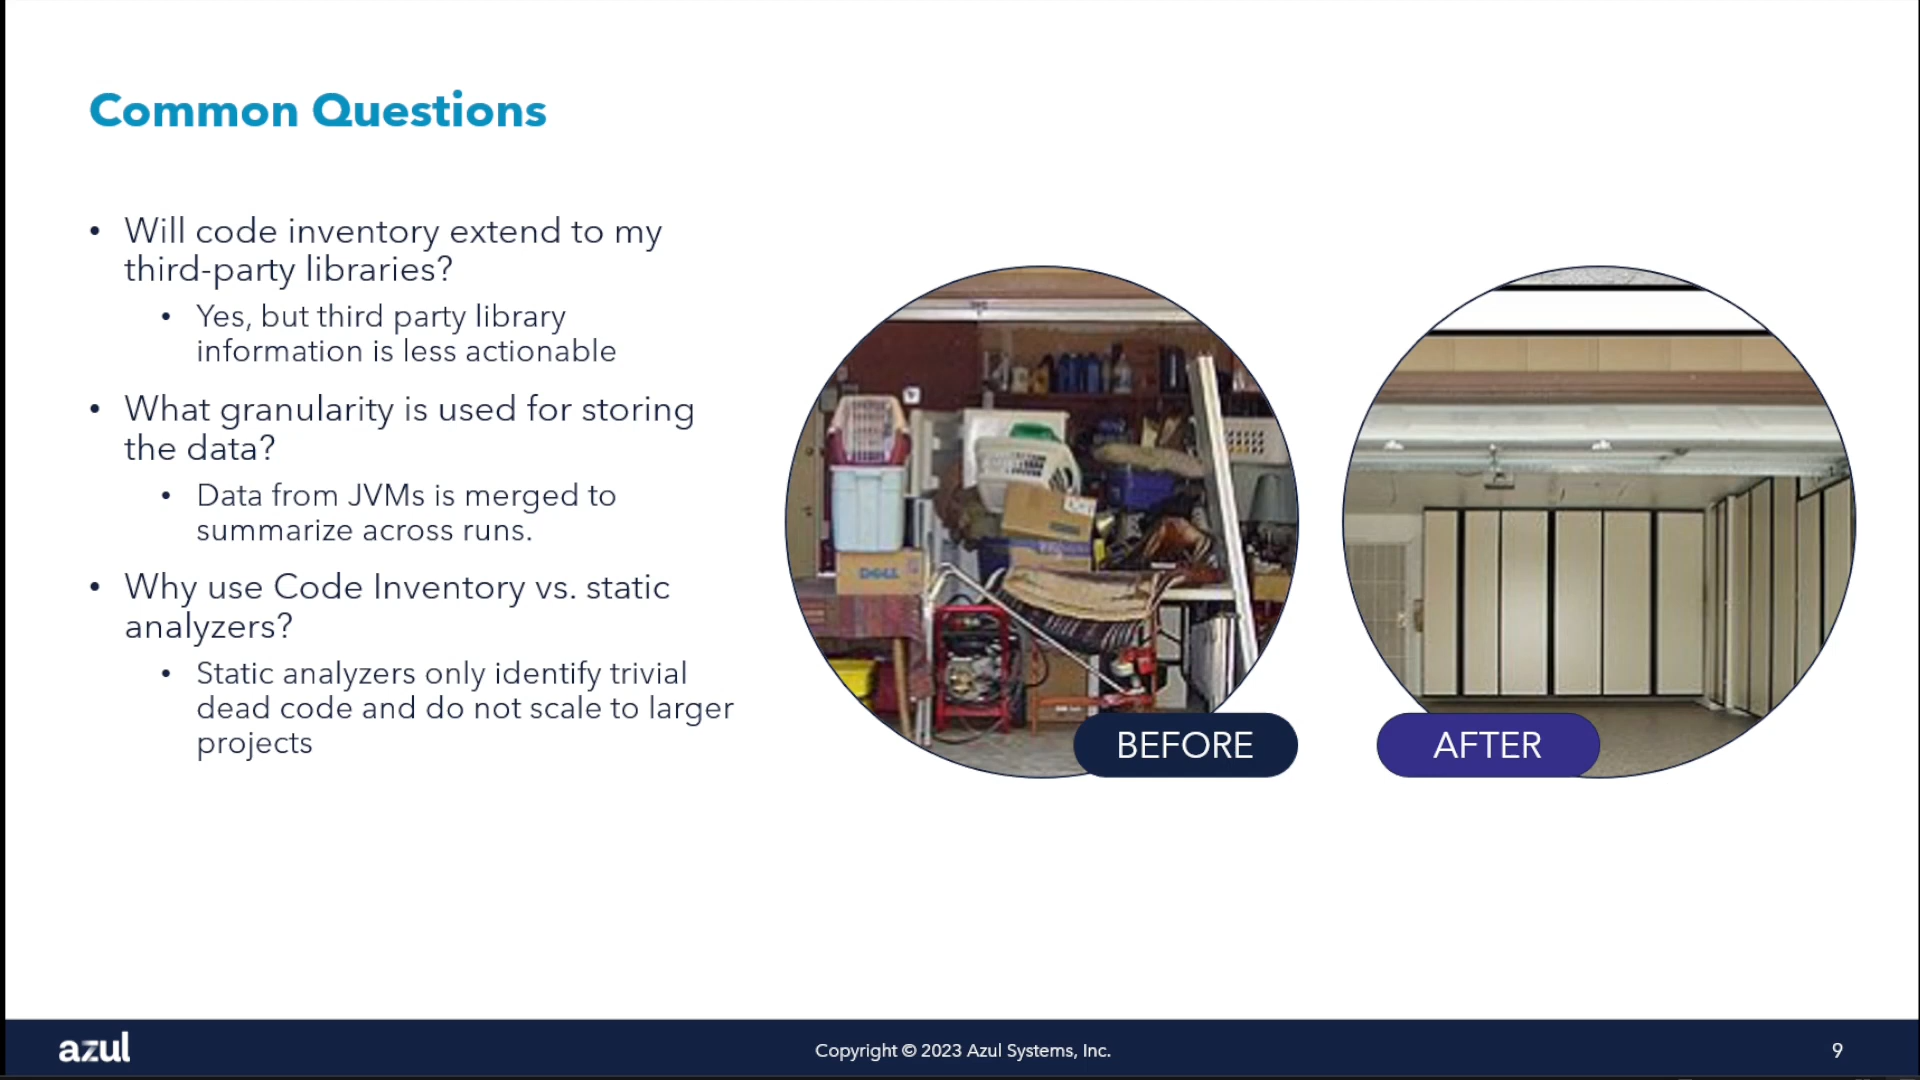 Common Questions
• Will code inventory extend to my
third-party libraries?
• Yes, but third party library
information is less actionable
• What granularity is used for storing
the data?
• Data from JVMs is merged to
summarize across runs.
• Why use Code Inventory vs. static
analyzers?
• Static analyzers only identify trivial
dead code and do not scale to larger
projects
DELL
BEFORE
AFTER
azul
Copyright © 2023 Azul Systems, Inc.
9